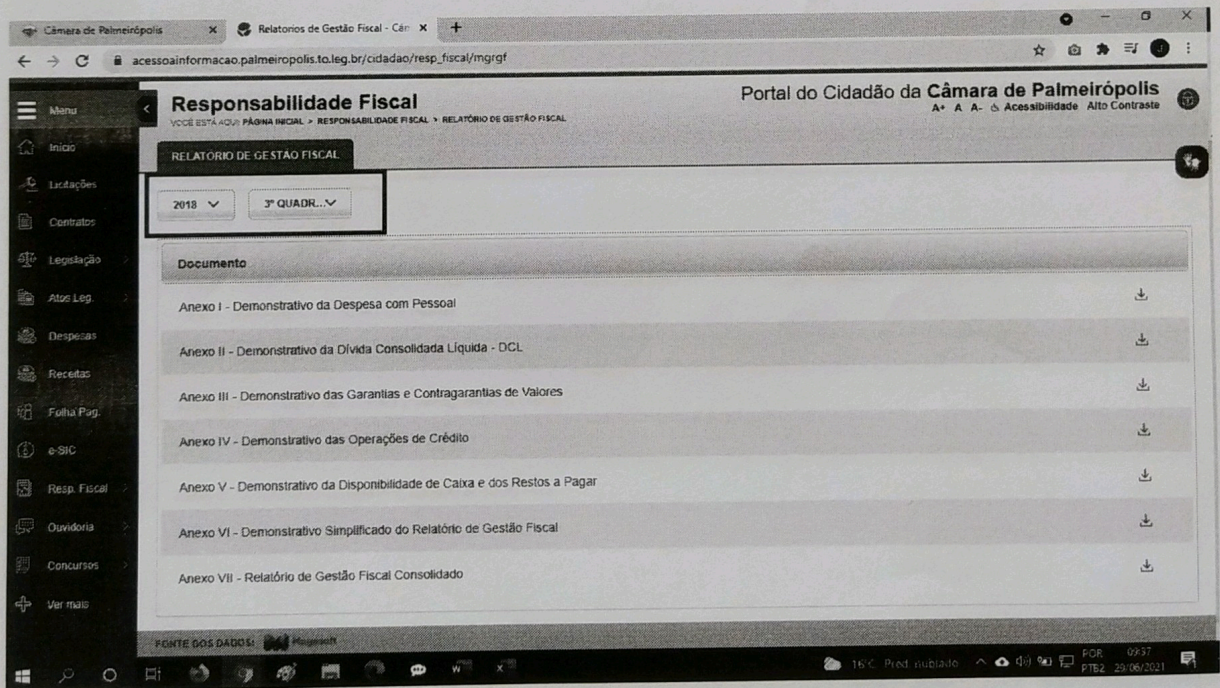 Câmara de Palmeirópolis
Relatorios de Gestão Fiscal - Câr
acessoainformacao.palmeiropolis.to.leg.br/cidadao/resp_fiscal/mgrgf
Menu
Responsabilidade Fiscal
Portal do Cidadão da Câmara de Palmeirópolis
A+ A A- Acessibilidade Alto Contraste
VOCÊ ESTÁ AQUI: PÁGINA INICIAL > RESPONSABILIDADE FISCAL > RELATÓRIO DE GESTÃO FISCAL
Início
RELATÓRIO DE GESTÃO FISCAL
Licitações
2018
3º QUADR...
Contratos
Legislação
Documento
Atos Leg.
Anexo I - Demonstrativo da Despesa com Pessoal
Despesas
Anexo II - Demonstrativo da Dívida Consolidada Líquida - DCL
Receitas
Anexo III - Demonstrativo das Garantias e Contragarantias de Valores
Folha Pag.
Anexo IV - Demonstrativo das Operações de Crédito
e-SIC
Anexo V - Demonstrativo da Disponibilidade de Caixa e dos Restos a Pagar
Resp. Fiscal
Anexo VI - Demonstrativo Simplificado do Relatório de Gestão Fiscal
Ouvidoria
Anexo VII - Relatório de Gestão Fiscal Consolidado
Concursos
Ver mais
FONTE DOS DADOS: Megasoft
16°C Pred. nublado
POR
PTB2
09:37
29/06/2021